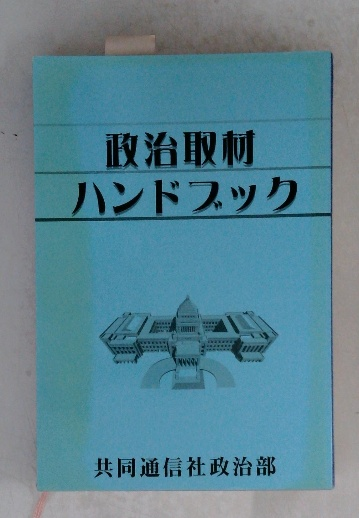 政治取材
ハンドブック
共同通信社政治部